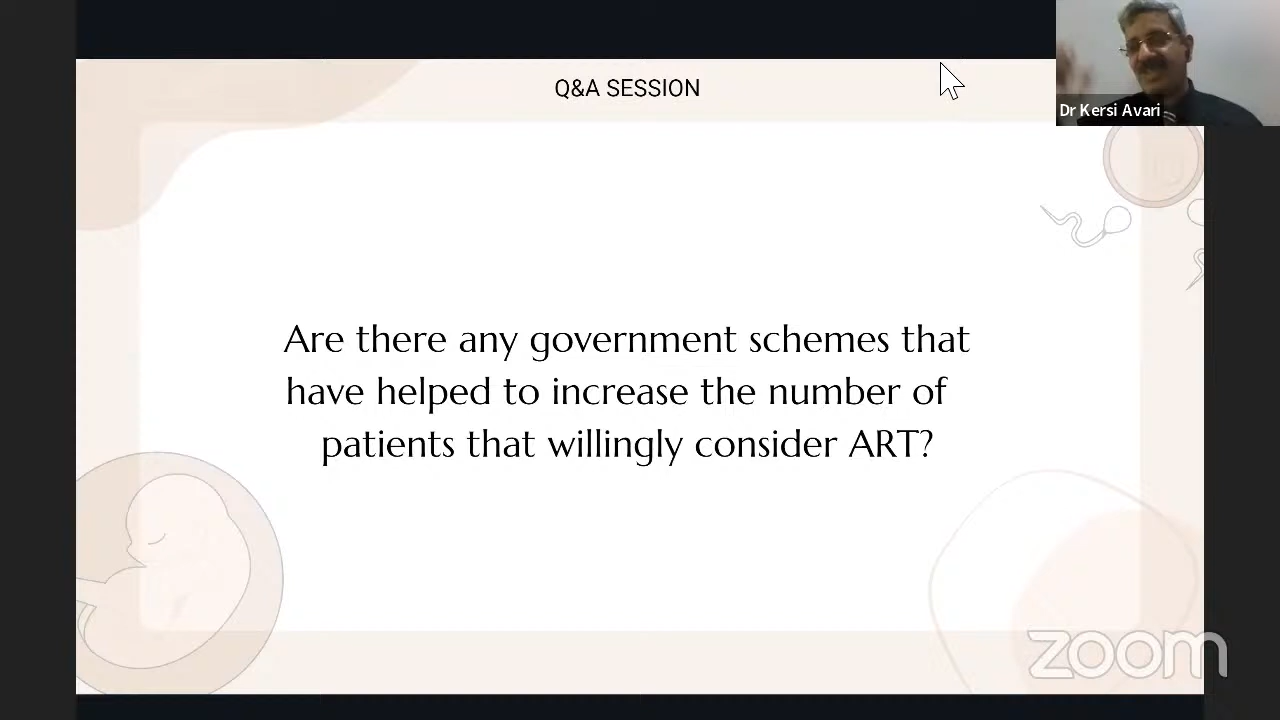 Q&A SESSION
Dr Kersi Avari
Are there any government schemes that
have helped to increase the number of
patients that willingly consider ART?
zoom